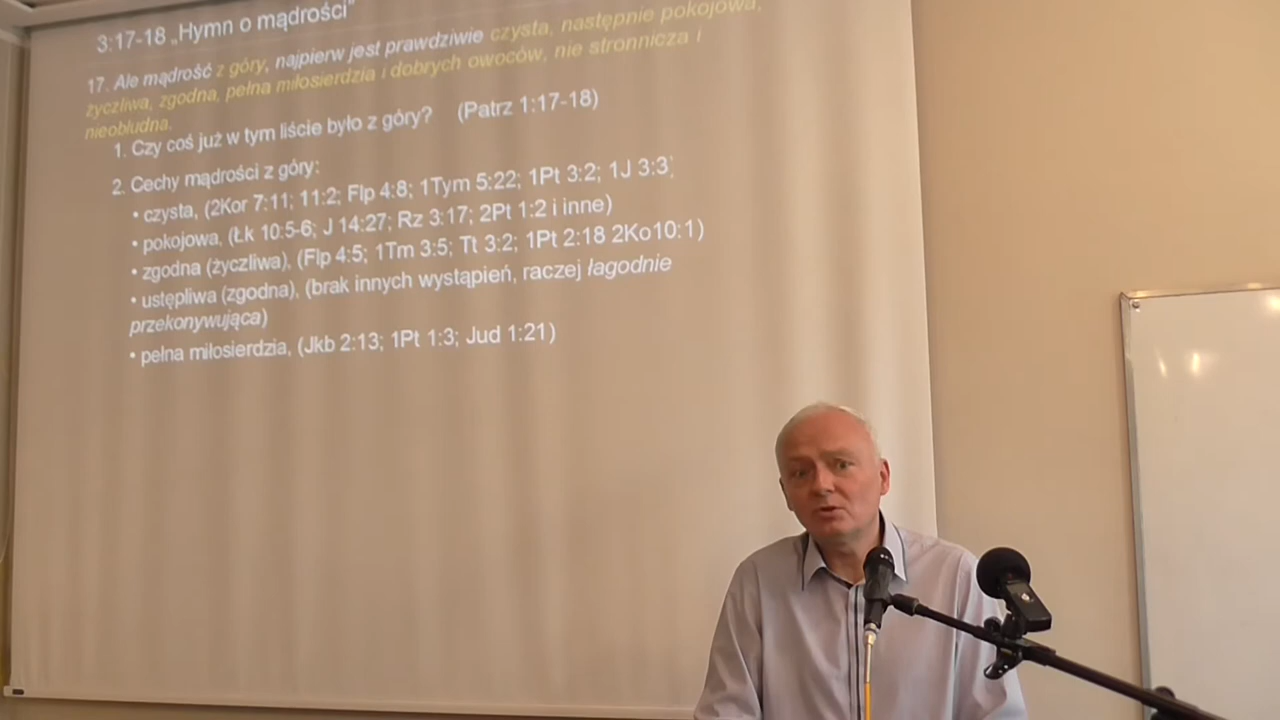 3:17-18 „Hymn o mądrości"
17. Ale mądrość z góry, najpierw jest prawdziwie czysta, następnie pokojowa,
życzliwa, zgodna, pełna miłosierdzia i dobrych owoców, nie stronnicza i
nieobłudna.
1. Czy coś już w tym liście było z góry? (Patrz 1:17-18)
2. Cechy mądrości z góry:
• czysta, (2Kor 7:11; 11:2; Flp 4:8; 1Tym 5:22; 1Pt 3:2; 1J 3:3;
• pokojowa, (Łk 10:5-6; J 14:27; Rz 3:17; 2Pt 1:2 i inne)
• zgodna (życzliwa), (Flp 4:5; 1Tm 3:5; Tt 3:2; 1Pt 2:18 2Ko10:1)
• ustępliwa (zgodna), (brak innych wystąpień, raczej łagodnie
przekonywująca)
• pełna miłosierdzia, (Jkb 2:13; 1Pt 1:3; Jud 1:21)